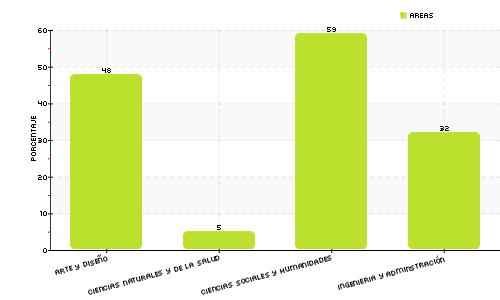 AREAS
PORCENTAJE
60
50
40
30
20
10
0
48
5
59
32
ARTE Y DISEÑO
CIENCIAS NATURALES Y DE LA SALUD
CIENCIAS SOCIALES Y HUMANIDADES
INGENIERIA Y ADMINSTRACIÓN